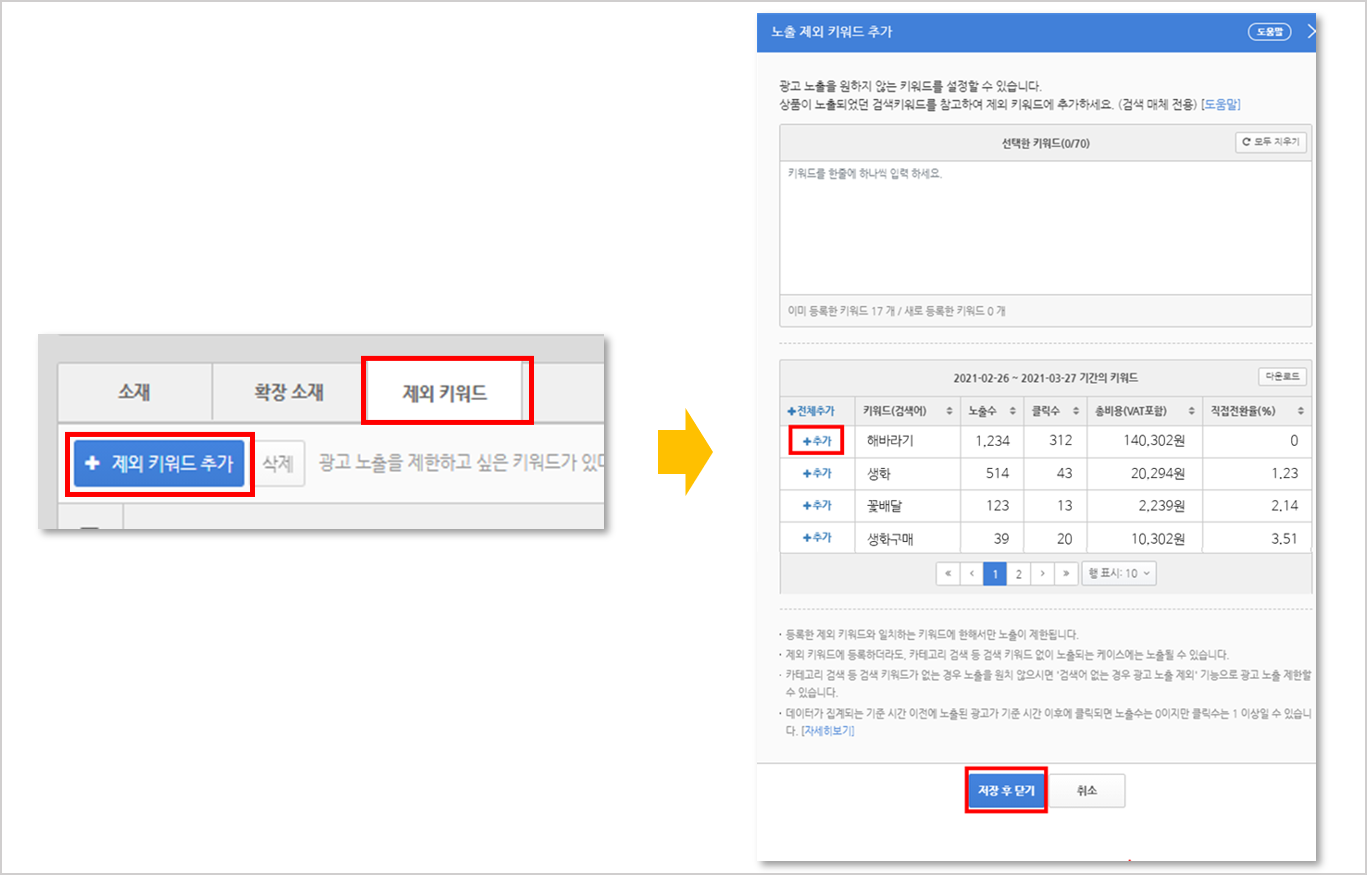 소재
확장 소재
제외 키워드
+ 제외 키워드 추가
삭제
광고 노출을 제한하고 싶은 키워드가 있다
노출 제외 키워드 추가
도움말
광고 노출을 원하지 않는 키워드를 설정할 수 있습니다.
상품이 노출되었던 검색키워드를 참고하여 제외 키워드에 추가하세요. (검색 매체 전용) [도움말]
선택한 키워드(0/70)
모두 지우기
키워드를 한줄에 하나씩 입력 하세요.
이미 등록한 키워드 17 개 / 새로 등록한 키워드 0 개
2021-02-26 ~ 2021-03-27 기간의 키워드
다운로드
+전체추가 키워드(검색어) 노출수 클릭수 총비용(VAT포함) 직접전환율(%)
+추가 해바라기 1,234 312 140,302원 0
+추가 생화 514 43 20,294원 1.23
+추가 꽃배달 123 13 2,239원 2.14
+추가 생화구매 39 20 10,302원 3.51
« ‹ 1 2 › » 행 표시: 10
· 등록한 제외 키워드와 일치하는 키워드에 한해서만 노출이 제한됩니다.
· 제외 키워드에 등록하더라도, 카테고리 검색 등 검색 키워드 없이 노출되는 케이스에는 노출될 수 있습니다.
· 카테고리 검색 등 검색 키워드가 없는 경우 노출을 원치 않으시면 '검색어 없는 경우 광고 노출 제외' 기능으로 광고 노출 제한할
수 있습니다.
· 데이터가 집계되는 기준 시간 이전에 노출된 광고가 기준 시간 이후에 클릭되면 노출수는 0이지만 클릭수는 1 이상일 수 있습니
다. [자세히보기]
저장 후 닫기
취소